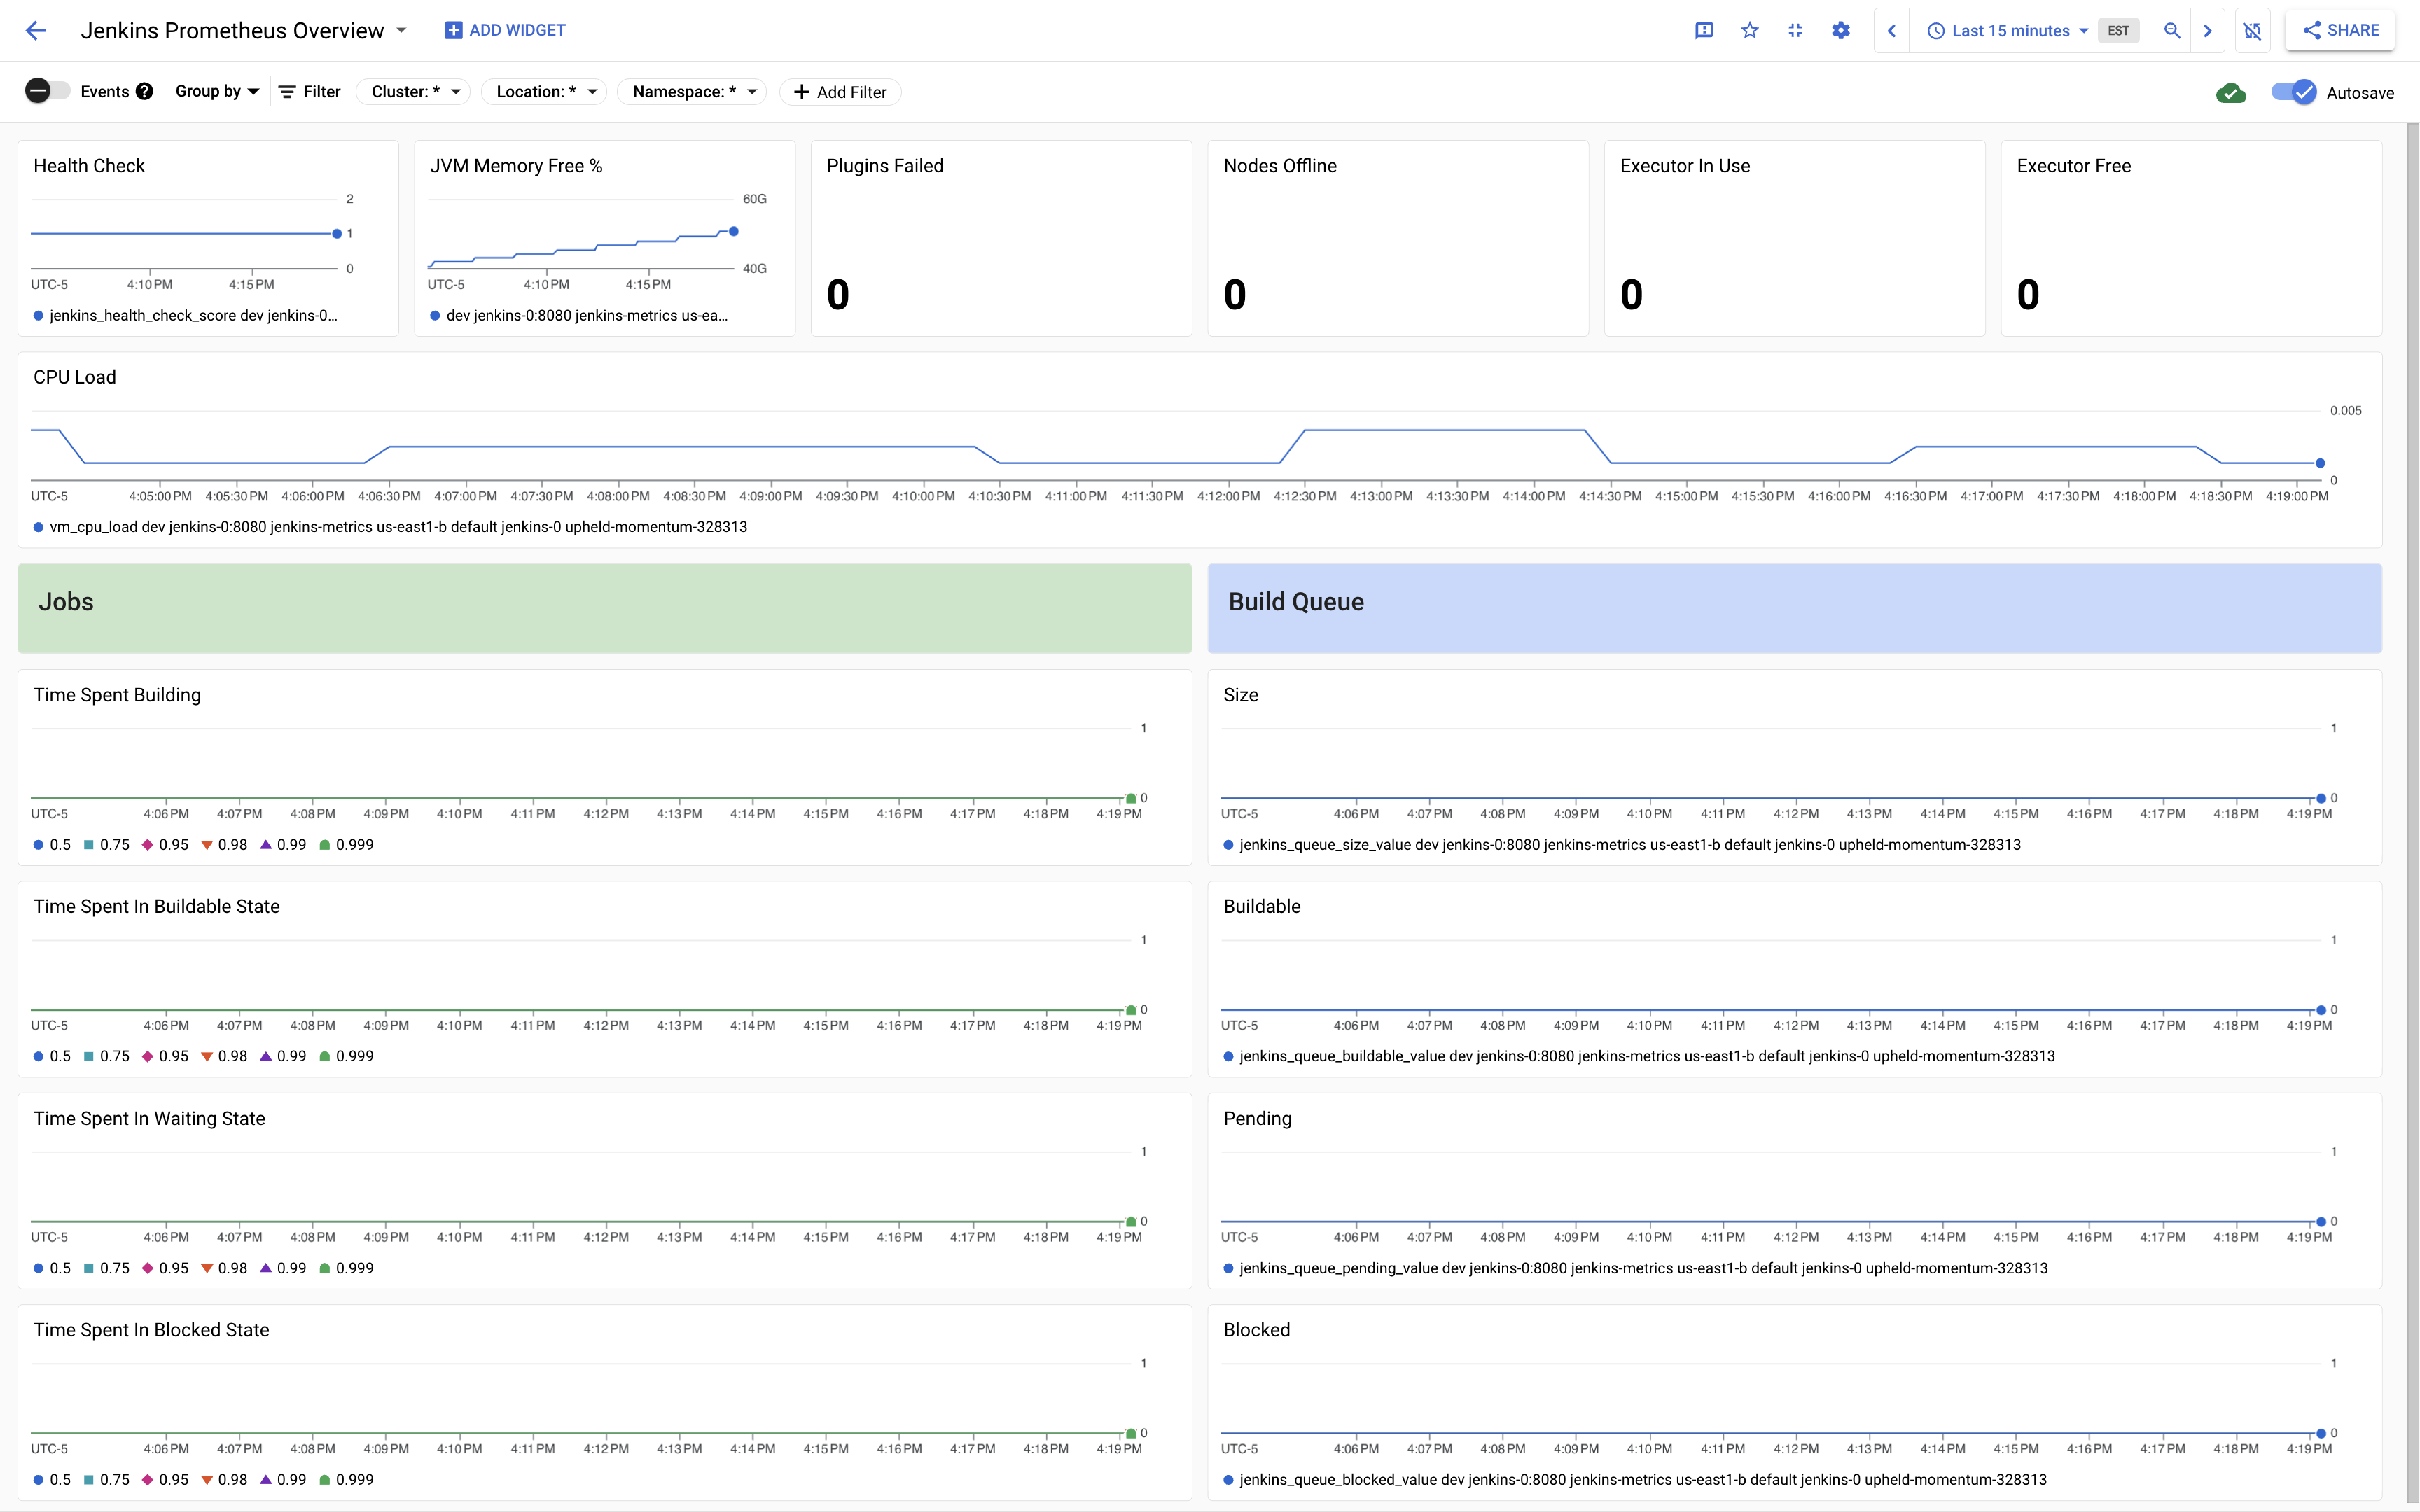 Jenkins Prometheus Overview ADD WIDGET Last 15 minutes EST SHARE
Events Group by Filter Cluster: * Location: * Namespace: * Add Filter Autosave
Health Check
2
1
0
UTC-5 4:10 PM 4:15 PM
jenkins_health_check_score dev jenkins-0...
JVM Memory Free %
60G
40G
UTC-5 4:10 PM 4:15 PM
dev jenkins-0:8080 jenkins-metrics us-ea...
Plugins Failed
0
Nodes Offline
0
Executor In Use
0
Executor Free
0
CPU Load
0.005
0
UTC-5 4:05:00 PM 4:05:30 PM 4:06:00 PM 4:06:30 PM 4:07:00 PM 4:07:30 PM 4:08:00 PM 4:08:30 PM 4:09:00 PM 4:09:30 PM 4:10:00 PM 4:10:30 PM 4:11:00 PM 4:11:30 PM 4:12:00 PM 4:12:30 PM 4:13:00 PM 4:13:30 PM 4:14:00 PM 4:14:30 PM 4:15:00 PM 4:15:30 PM 4:16:00 PM 4:16:30 PM 4:17:00 PM 4:17:30 PM 4:18:00 PM 4:18:30 PM 4:19:00 PM
vm_cpu_load dev jenkins-0:8080 jenkins-metrics us-east1-b default jenkins-0 upheld-momentum-328313
Jobs
Build Queue
Time Spent Building
1
0
UTC-5 4:06 PM 4:07 PM 4:08 PM 4:09 PM 4:10 PM 4:11 PM 4:12 PM 4:13 PM 4:14 PM 4:15 PM 4:16 PM 4:17 PM 4:18 PM 4:19 PM
0.5 0.75 0.95 0.98 0.99 0.999
Size
1
0
UTC-5 4:06 PM 4:07 PM 4:08 PM 4:09 PM 4:10 PM 4:11 PM 4:12 PM 4:13 PM 4:14 PM 4:15 PM 4:16 PM 4:17 PM 4:18 PM 4:19 PM
jenkins_queue_size_value dev jenkins-0:8080 jenkins-metrics us-east1-b default jenkins-0 upheld-momentum-328313
Time Spent In Buildable State
1
0
UTC-5 4:06 PM 4:07 PM 4:08 PM 4:09 PM 4:10 PM 4:11 PM 4:12 PM 4:13 PM 4:14 PM 4:15 PM 4:16 PM 4:17 PM 4:18 PM 4:19 PM
0.5 0.75 0.95 0.98 0.99 0.999
Buildable
1
0
UTC-5 4:06 PM 4:07 PM 4:08 PM 4:09 PM 4:10 PM 4:11 PM 4:12 PM 4:13 PM 4:14 PM 4:15 PM 4:16 PM 4:17 PM 4:18 PM 4:19 PM
jenkins_queue_buildable_value dev jenkins-0:8080 jenkins-metrics us-east1-b default jenkins-0 upheld-momentum-328313
Time Spent In Waiting State
1
0
UTC-5 4:06 PM 4:07 PM 4:08 PM 4:09 PM 4:10 PM 4:11 PM 4:12 PM 4:13 PM 4:14 PM 4:15 PM 4:16 PM 4:17 PM 4:18 PM 4:19 PM
0.5 0.75 0.95 0.98 0.99 0.999
Pending
1
0
UTC-5 4:06 PM 4:07 PM 4:08 PM 4:09 PM 4:10 PM 4:11 PM 4:12 PM 4:13 PM 4:14 PM 4:15 PM 4:16 PM 4:17 PM 4:18 PM 4:19 PM
jenkins_queue_pending_value dev jenkins-0:8080 jenkins-metrics us-east1-b default jenkins-0 upheld-momentum-328313
Time Spent In Blocked State
1
0
UTC-5 4:06 PM 4:07 PM 4:08 PM 4:09 PM 4:10 PM 4:11 PM 4:12 PM 4:13 PM 4:14 PM 4:15 PM 4:16 PM 4:17 PM 4:18 PM 4:19 PM
0.5 0.75 0.95 0.98 0.99 0.999
Blocked
1
0
UTC-5 4:06 PM 4:07 PM 4:08 PM 4:09 PM 4:10 PM 4:11 PM 4:12 PM 4:13 PM 4:14 PM 4:15 PM 4:16 PM 4:17 PM 4:18 PM 4:19 PM
jenkins_queue_blocked_value dev jenkins-0:8080 jenkins-metrics us-east1-b default jenkins-0 upheld-momentum-328313